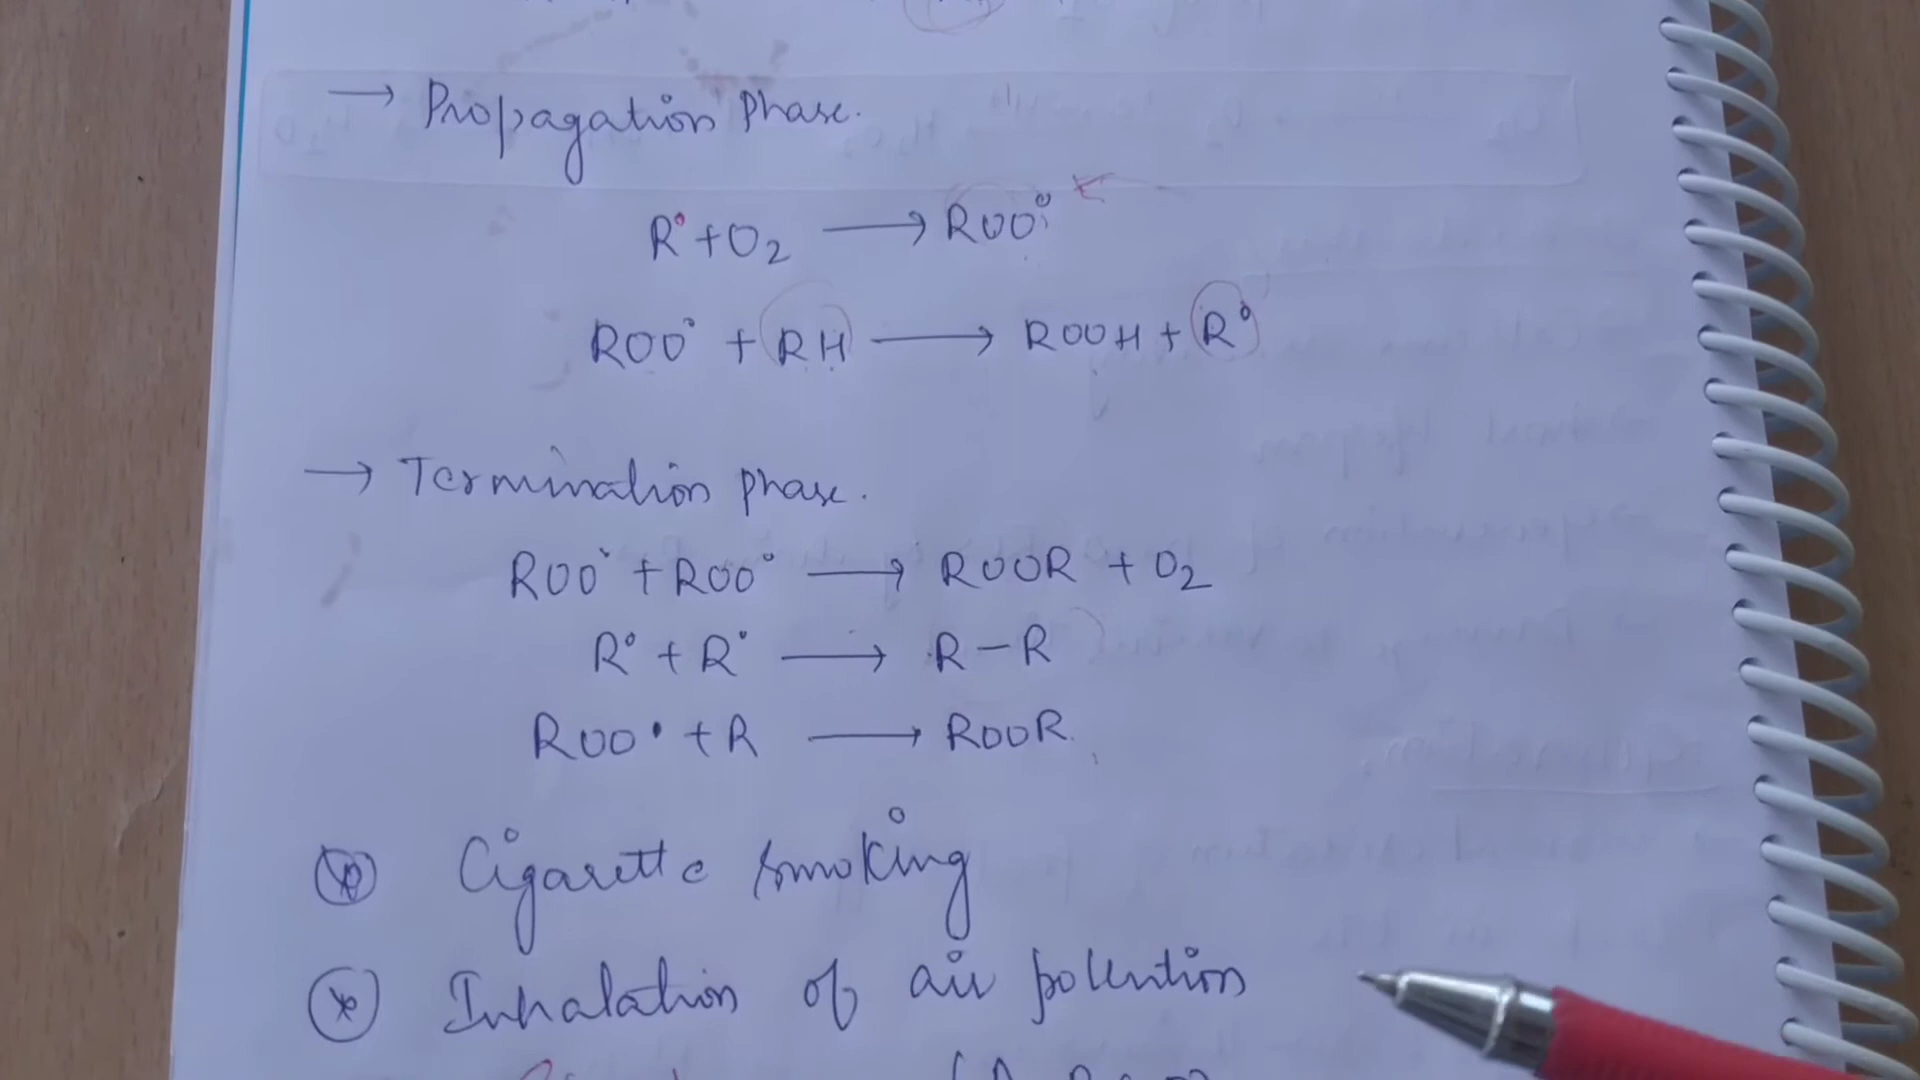 → Propagation Phase.
R° + O2 → ROO°
ROO° + RH → ROOH + R°
→ Termination phase.
ROO° + ROO° → ROOR + O2
R° + R° → R–R
ROO• + R → ROOR
Cigarette smoking
Inhalation of air pollution